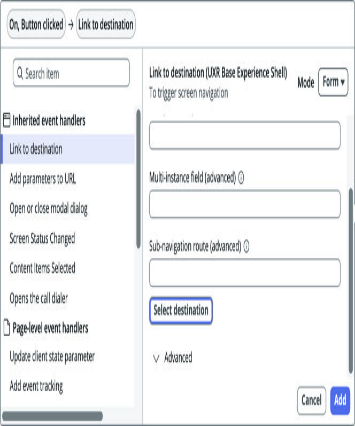 On, Button clicked → Link to destination
Search item
Inherited event handlers
Link to destination
Add parameters to URL
Open or close modal dialog
Screen Status Changed
Content Items Selected
Opens the call dialer
Page-level event handlers
Update client state parameter
Add event tracking
Link to destination (UXR Base Experience Shell)
To trigger screen navigation
Mode
Form
Multi-instance field (advanced)
Sub-navigation route (advanced)
Select destination
Advanced
Cancel
Add